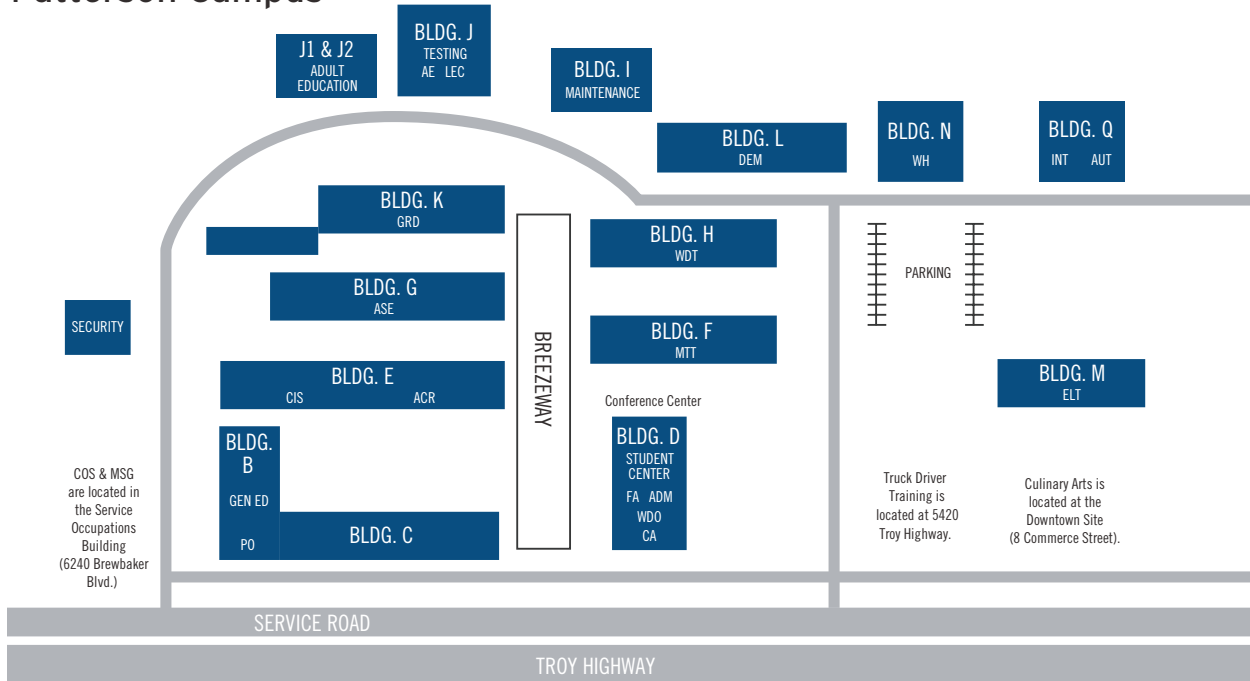 Patterson Campus
J1 & J2
ADULT
EDUCATION
BLDG. J
TESTING
AE LEC
BLDG. I
MAINTENANCE
BLDG. L
DEM
BLDG. N
WH
BLDG. Q
INT AUT
BLDG. K
GRD
BLDG. H
WDT
PARKING
BLDG. G
ASE
SECURITY
BLDG. F
MTT
BREEZEWAY
BLDG. E
CIS ACR
BLDG. M
ELT
Conference Center
BLDG. D
STUDENT
CENTER
FA ADM
WDO
CA
BLDG.
B
GEN ED
PO
BLDG. C
COS & MSG
are located in
the Service
Occupations
Building
(6240 Brewbaker
Blvd.)
Truck Driver
Training is
located at 5420
Troy Highway.
Culinary Arts is
located at the
Downtown Site
(8 Commerce Street).
SERVICE ROAD
TROY HIGHWAY